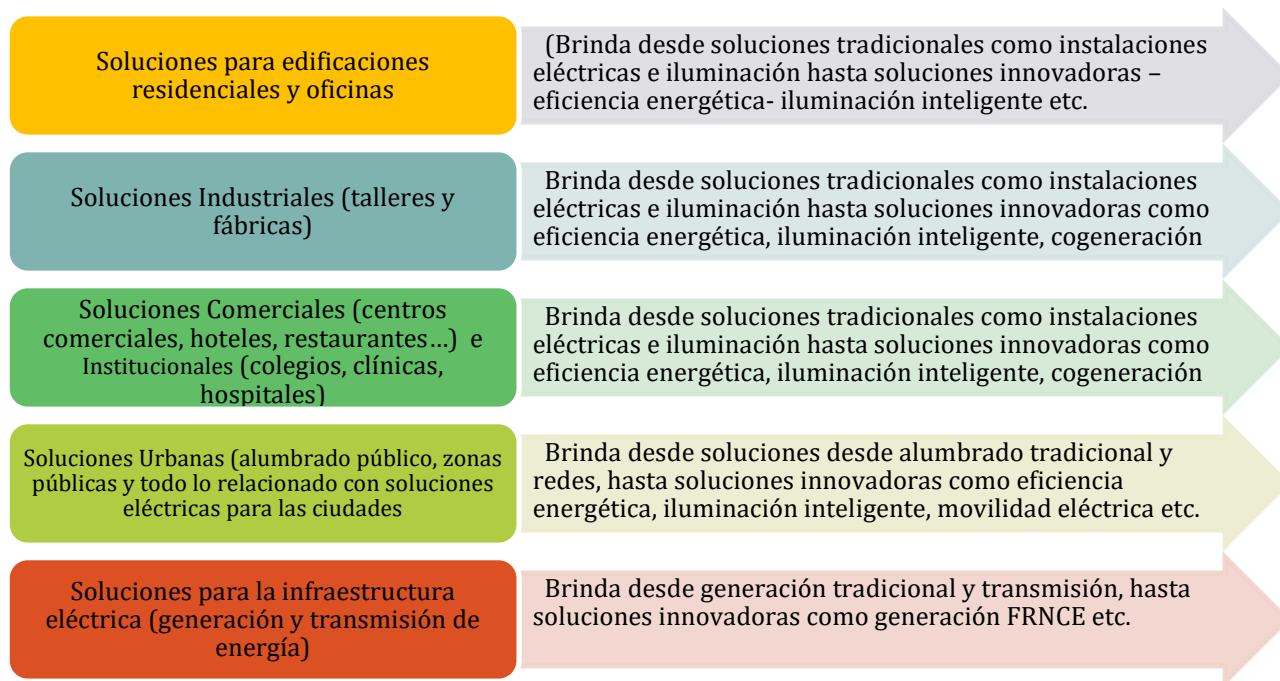 Soluciones para edificaciones
residenciales y oficinas
(Brinda desde soluciones tradicionales como instalaciones
eléctricas e iluminación hasta soluciones innovadoras –
eficiencia energética- iluminación inteligente etc.
Soluciones Industriales (talleres y
fábricas)
Brinda desde soluciones tradicionales como instalaciones
eléctricas e iluminación hasta soluciones innovadoras como
eficiencia energética, iluminación inteligente, cogeneración
Soluciones Comerciales (centros
comerciales, hoteles, restaurantes...) e
Institucionales (colegios, clínicas,
hospitales)
Brinda desde soluciones tradicionales como instalaciones
eléctricas e iluminación hasta soluciones innovadoras como
eficiencia energética, iluminación inteligente, cogeneración
Soluciones Urbanas (alumbrado público, zonas
públicas y todo lo relacionado con soluciones
eléctricas para las ciudades
Brinda desde soluciones desde alumbrado tradicional y
redes, hasta soluciones innovadoras como eficiencia
energética, iluminación inteligente, movilidad eléctrica etc.
Soluciones para la infraestructura
eléctrica (generación y transmisión de
energía)
Brinda desde generación tradicional y transmisión, hasta
soluciones innovadoras como generación FRNCE etc.